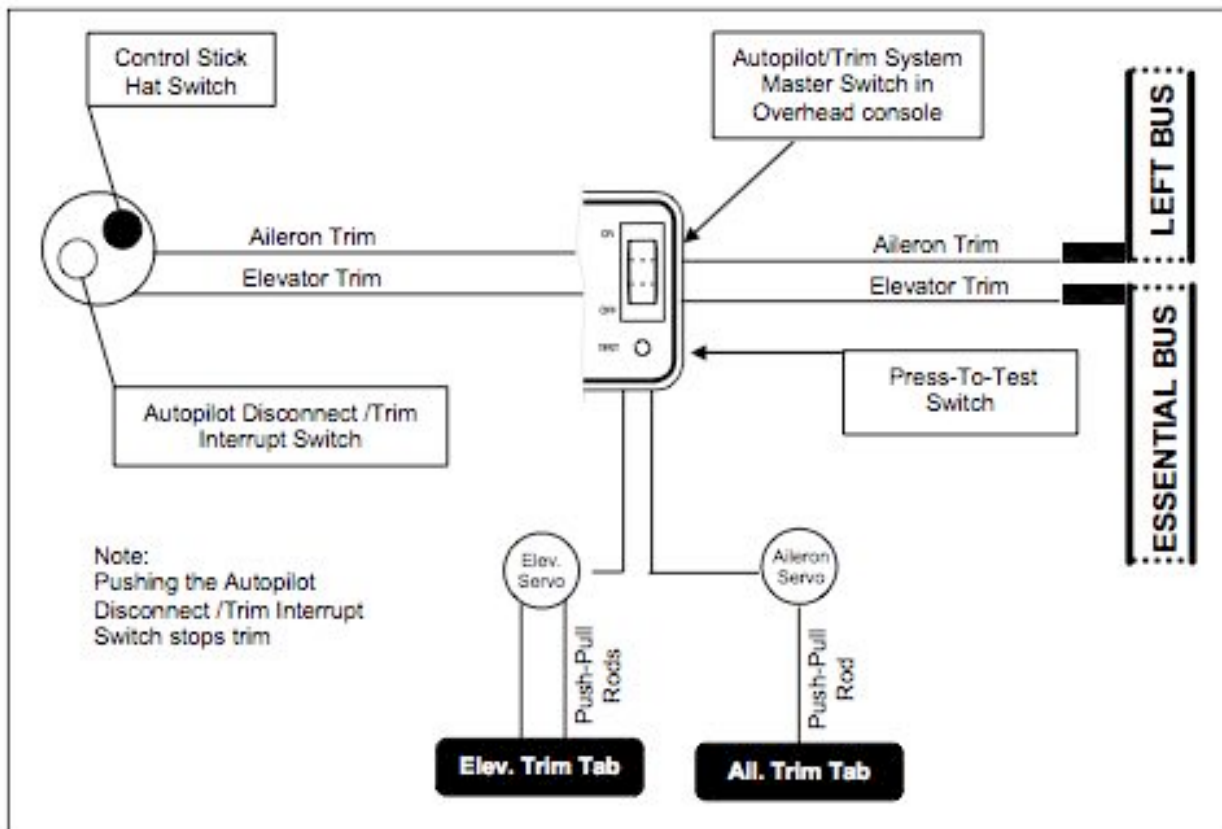 Control Stick
Hat Switch
Autopilot/Trim System
Master Switch in
Overhead console
LEFT BUS
Aileron Trim
Elevator Trim
ON
OFF
TEST
Aileron Trim
Elevator Trim
ESSENTIAL BUS
Autopilot Disconnect /Trim
Interrupt Switch
Press-To-Test
Switch
Note:
Pushing the Autopilot
Disconnect /Trim Interrupt
Switch stops trim
Elev.
Servo
Aileron
Servo
Push-Pull
Rods
Push-Pull
Rod
Elev. Trim Tab
Ail. Trim Tab